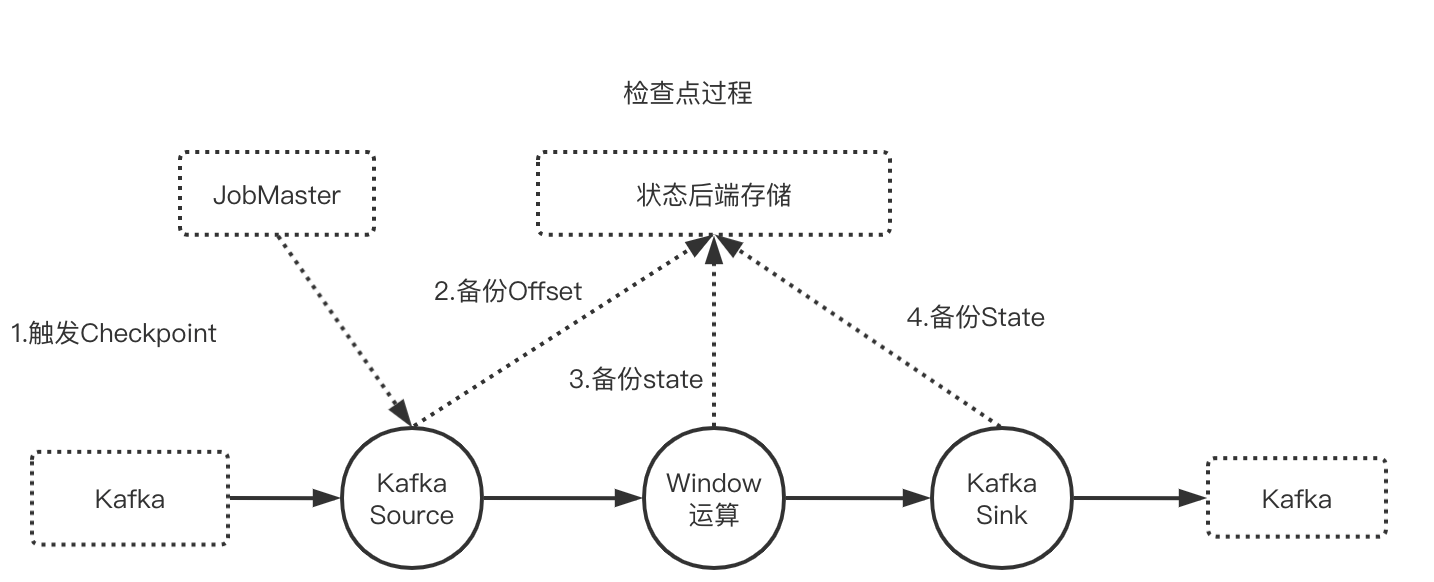 检查点过程
JobMaster
状态后端存储
2.备份Offset
4.备份State
1.触发Checkpoint
3.备份state
Kafka
Kafka
Source
Window
运算
Kafka
Sink
Kafka